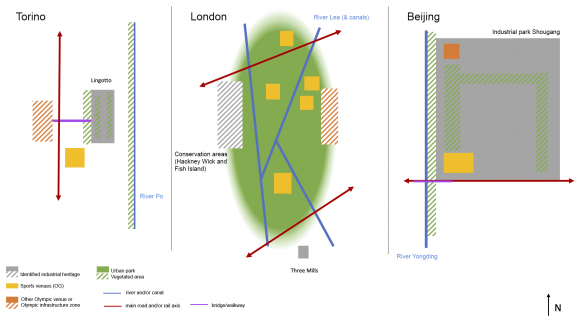 Torino
London
Beijing
River Lea (& canals)
Industrial park Shougang
Lingotto
Conservation areas
(Hackney Wick and
Fish Island)
River Po
River Yongding
Three Mills
Identified industrial heritage
Sports venues (OG)
Other Olympic venue or
Olympic infrastructure zone
Urban park
Vegetated area
river and/or canal
main road and/or rail axis
bridge/walkway
N